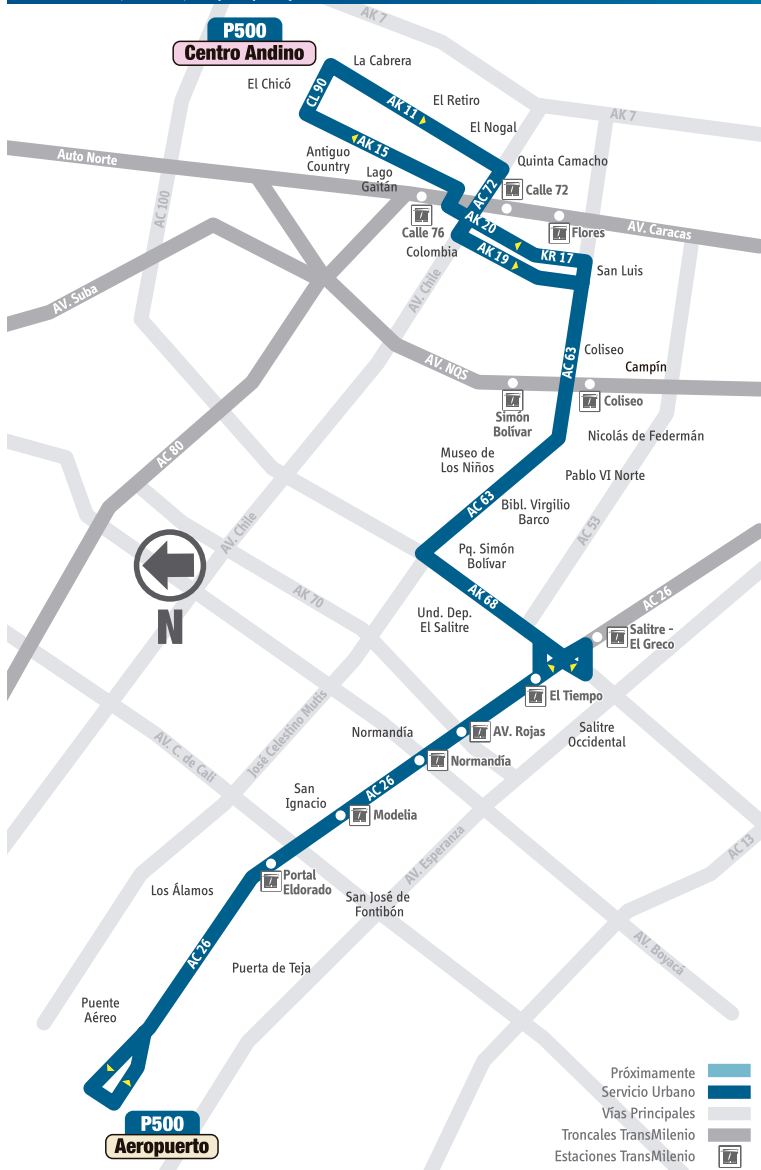 AK 7
P500
Centro Andino
La Cabrera
El Chicó
CL 90
AK 11
El Retiro
AK 7
El Nogal
AK 15
Antiguo
Country
Auto Norte
Quinta Camacho
Lago
Gaitán
AC 72
Calle 72
AC 100
Calle 76
AK 20
Flores
AV. Caracas
Colombia
AK 19
KR 17
San Luis
AV. Suba
AV. Chile
AC 63
Coliseo
Campín
AV. NQS
Simón
Bolívar
Coliseo
Nicolás de Federmán
AC 80
Museo de
Los Niños
Pablo VI Norte
AC 63
Bibl. Virgilio
Barco
AV. Chile
AC 53
Pq. Simón
Bolívar
N
AK 70
AK 68
AC 26
Und. Dep.
El Salitre
Salitre -
El Greco
El Tiempo
José Celestino Mutis
Normandía
AV. Rojas
Salitre
Occidental
AV. C. de Cali
Normandía
San
Ignacio
AC 26
Modelia
AV. Esperanza
AC 13
Portal
Eldorado
Los Álamos
San José de
Fontibón
AC 26
AV. Boyacá
Puerta de Teja
Puente
Aéreo
P500
Aeropuerto
Próximamente
Servicio Urbano
Vías Principales
Troncales TransMilenio
Estaciones TransMilenio